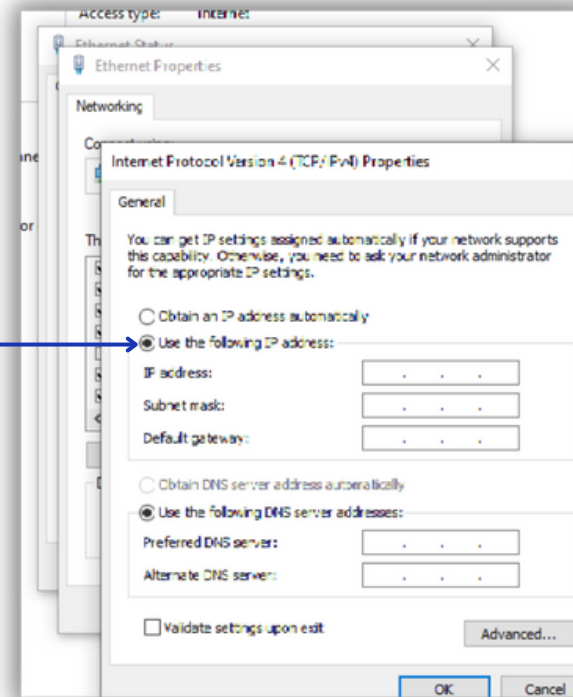 Access type: Internet
Ethernet Status
Ethernet Properties
Networking
Internet Protocol Version 4 (TCP/IPv4) Properties
General
You can get IP settings assigned automatically if your network supports
this capability. Otherwise, you need to ask your network administrator
for the appropriate IP settings.
Obtain an IP address automatically
Use the following IP address:
IP address:
Subnet mask:
Default gateway:
Obtain DNS server address automatically
Use the following DNS server addresses:
Preferred DNS server:
Alternate DNS server:
Validate settings upon exit
Advanced...
OK Cancel